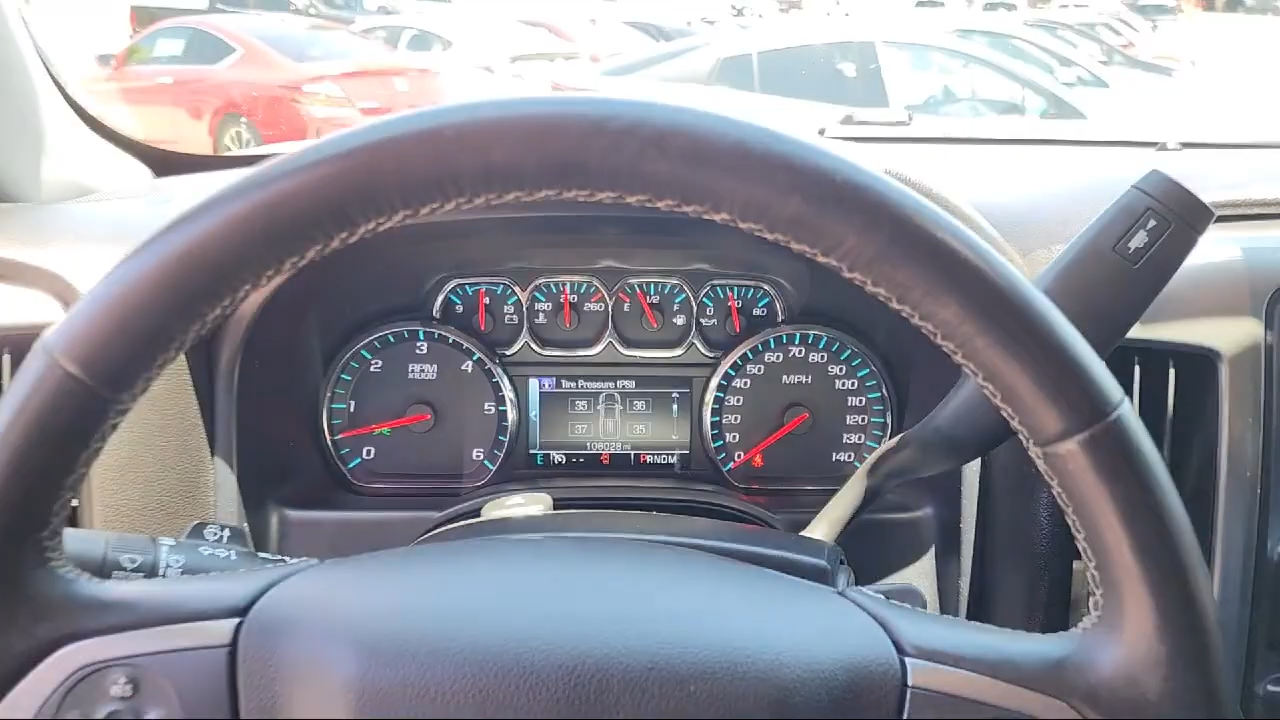 9 14 19
160 210 260
E 1/2 F
0 40 80
RPM
X1000
0 1 2 3 4 5 6
MPH
0 10 20 30 40 50 60 70 80 90 100 110 120 130 140
Tire Pressure (PSI)
35 36
37 35
106028 mi
E -- PRNDM